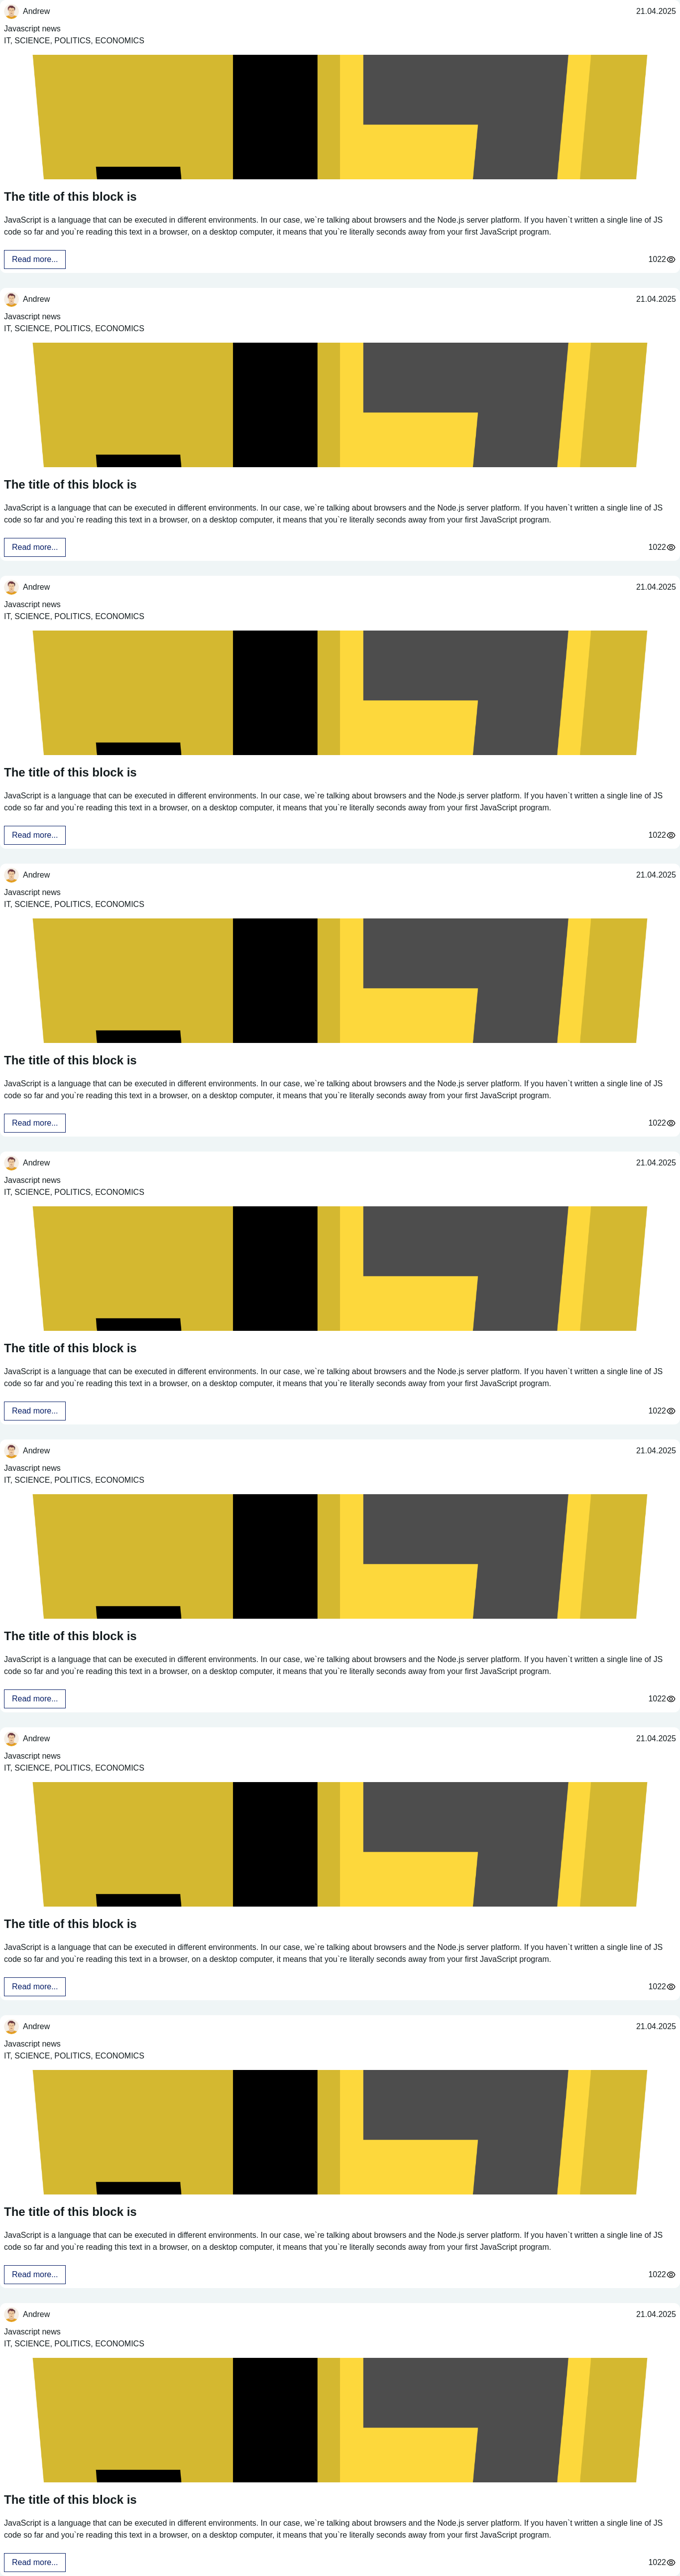 Andrew 21.04.2025
Javascript news
IT, SCIENCE, POLITICS, ECONOMICS
The title of this block is
JavaScript is a language that can be executed in different environments. In our case, we`re talking about browsers and the Node.js server platform. If you haven`t written a single line of JS
code so far and you`re reading this text in a browser, on a desktop computer, it means that you`re literally seconds away from your first JavaScript program.
Read more... 1022
Andrew 21.04.2025
Javascript news
IT, SCIENCE, POLITICS, ECONOMICS
The title of this block is
JavaScript is a language that can be executed in different environments. In our case, we`re talking about browsers and the Node.js server platform. If you haven`t written a single line of JS
code so far and you`re reading this text in a browser, on a desktop computer, it means that you`re literally seconds away from your first JavaScript program.
Read more... 1022
Andrew 21.04.2025
Javascript news
IT, SCIENCE, POLITICS, ECONOMICS
The title of this block is
JavaScript is a language that can be executed in different environments. In our case, we`re talking about browsers and the Node.js server platform. If you haven`t written a single line of JS
code so far and you`re reading this text in a browser, on a desktop computer, it means that you`re literally seconds away from your first JavaScript program.
Read more... 1022
Andrew 21.04.2025
Javascript news
IT, SCIENCE, POLITICS, ECONOMICS
The title of this block is
JavaScript is a language that can be executed in different environments. In our case, we`re talking about browsers and the Node.js server platform. If you haven`t written a single line of JS
code so far and you`re reading this text in a browser, on a desktop computer, it means that you`re literally seconds away from your first JavaScript program.
Read more... 1022
Andrew 21.04.2025
Javascript news
IT, SCIENCE, POLITICS, ECONOMICS
The title of this block is
JavaScript is a language that can be executed in different environments. In our case, we`re talking about browsers and the Node.js server platform. If you haven`t written a single line of JS
code so far and you`re reading this text in a browser, on a desktop computer, it means that you`re literally seconds away from your first JavaScript program.
Read more... 1022
Andrew 21.04.2025
Javascript news
IT, SCIENCE, POLITICS, ECONOMICS
The title of this block is
JavaScript is a language that can be executed in different environments. In our case, we`re talking about browsers and the Node.js server platform. If you haven`t written a single line of JS
code so far and you`re reading this text in a browser, on a desktop computer, it means that you`re literally seconds away from your first JavaScript program.
Read more... 1022
Andrew 21.04.2025
Javascript news
IT, SCIENCE, POLITICS, ECONOMICS
The title of this block is
JavaScript is a language that can be executed in different environments. In our case, we`re talking about browsers and the Node.js server platform. If you haven`t written a single line of JS
code so far and you`re reading this text in a browser, on a desktop computer, it means that you`re literally seconds away from your first JavaScript program.
Read more... 1022
Andrew 21.04.2025
Javascript news
IT, SCIENCE, POLITICS, ECONOMICS
The title of this block is
JavaScript is a language that can be executed in different environments. In our case, we`re talking about browsers and the Node.js server platform. If you haven`t written a single line of JS
code so far and you`re reading this text in a browser, on a desktop computer, it means that you`re literally seconds away from your first JavaScript program.
Read more... 1022
Andrew 21.04.2025
Javascript news
IT, SCIENCE, POLITICS, ECONOMICS
The title of this block is
JavaScript is a language that can be executed in different environments. In our case, we`re talking about browsers and the Node.js server platform. If you haven`t written a single line of JS
code so far and you`re reading this text in a browser, on a desktop computer, it means that you`re literally seconds away from your first JavaScript program.
Read more... 1022